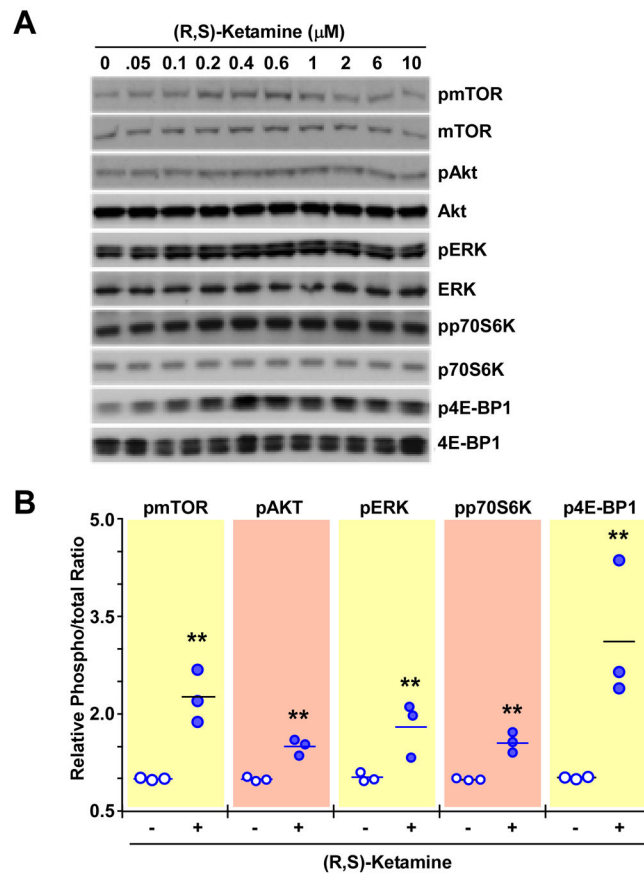 A
(R,S)-Ketamine (μM)
0 .05 0.1 0.2 0.4 0.6 1 2 6 10
pmTOR
mTOR
pAkt
Akt
pERK
ERK
pp70S6K
p70S6K
p4E-BP1
4E-BP1
B
pmTOR pAKT pERK pp70S6K p4E-BP1
Relative Phospho/total Ratio
5.0
3.5
2.0
0.5
** ** ** ** **
- + - + - + - + - +
(R,S)-Ketamine